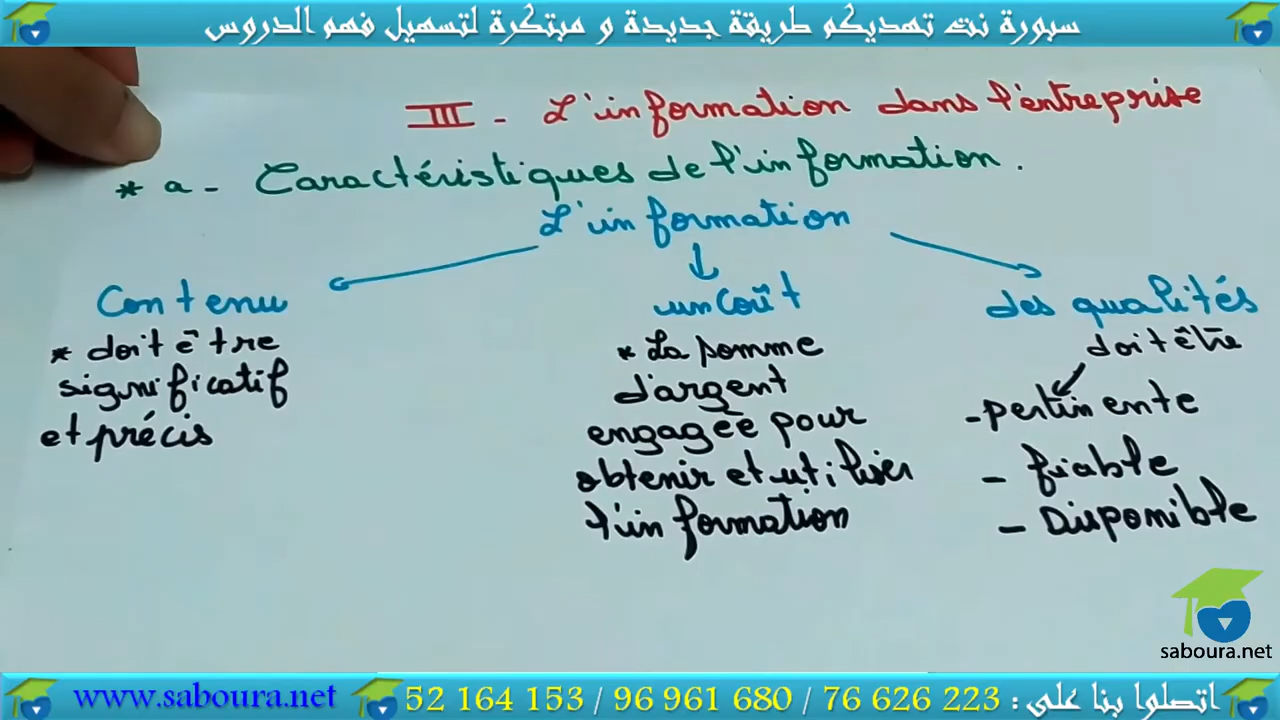 سبورة نت تهديكم طريقة جديدة و مبتكرة لتسهيل فهم الدروس
III - L'information dans l'entreprise
* a - Caractéristiques de l'information.
L'information
Contenu
* doit être
significatif
et précis
un coût
* La somme
d'argent
engagée pour
obtenir et utiliser
l'information
des qualités
doit être
- pertinente
- fiable
- Disponible
saboura.net
www.saboura.net
52 164 153 / 96 961 680 / 76 626 223 : اتصلوا بنا على